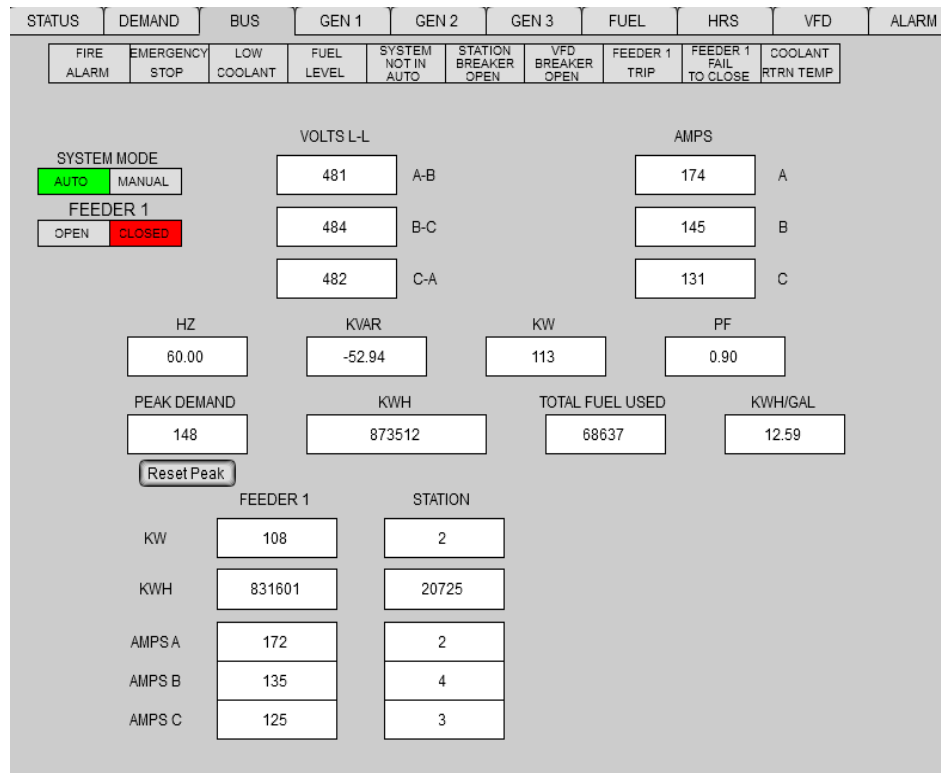 STATUS DEMAND BUS GEN 1 GEN 2 GEN 3 FUEL HRS VFD ALARM
FIRE ALARM EMERGENCY STOP LOW COOLANT FUEL LEVEL SYSTEM NOT IN AUTO STATION BREAKER OPEN VFD BREAKER OPEN FEEDER 1 TRIP FEEDER 1 FAIL TO CLOSE COOLANT RTRN TEMP
VOLTS L-L AMPS
SYSTEM MODE
AUTO MANUAL
481 A-B 174 A
FEEDER 1
OPEN CLOSED
484 B-C 145 B
482 C-A 131 C
HZ KVAR KW PF
60.00 -52.94 113 0.90
PEAK DEMAND KWH TOTAL FUEL USED KWH/GAL
148 873512 68637 12.59
Reset Peak
FEEDER 1 STATION
KW 108 2
KWH 831601 20725
AMPS A 172 2
AMPS B 135 4
AMPS C 125 3